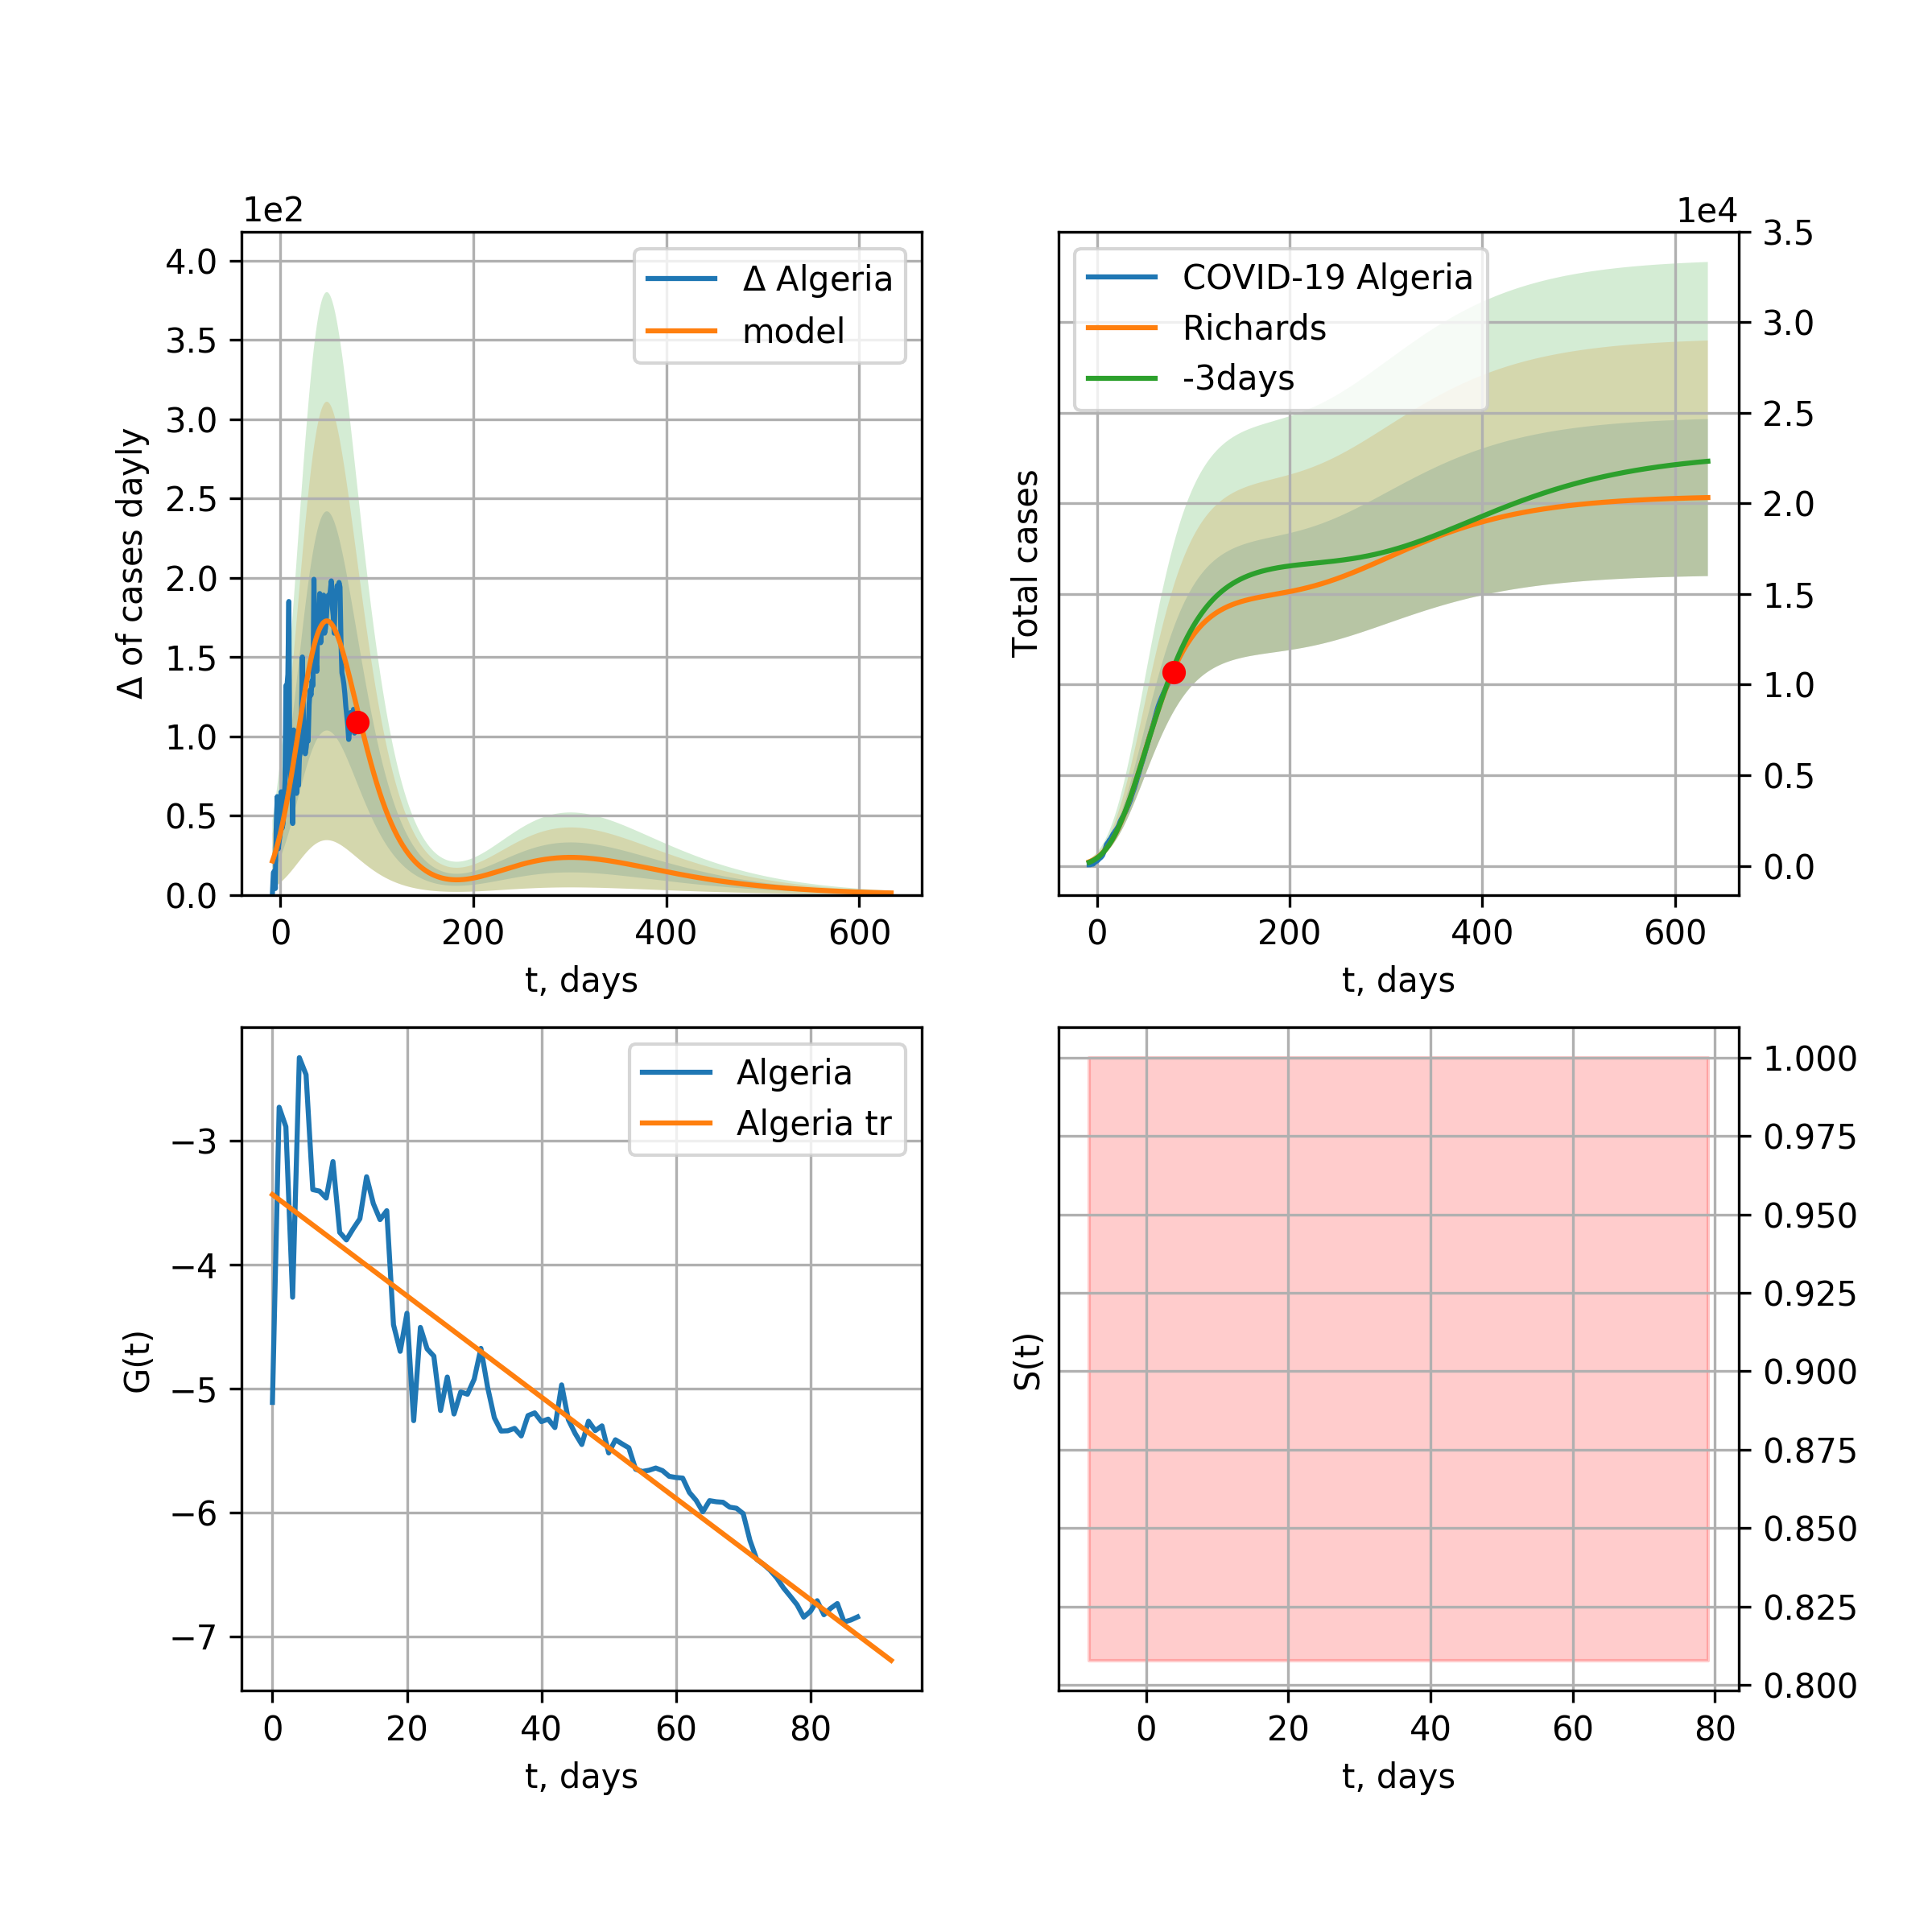 1e2
4.0
3.5
3.0
2.5
2.0
1.5
1.0
0.5
0.0
Δ of cases dayly
Δ Algeria
model
0 200 400 600
t, days
1e4
3.5
3.0
2.5
2.0
1.5
1.0
0.5
0.0
Total cases
COVID-19 Algeria
Richards
-3days
0 200 400 600
t, days
−3
−4
−5
−6
−7
G(t)
Algeria
Algeria tr
0 20 40 60 80
t, days
1.000
0.975
0.950
0.925
0.900
0.875
0.850
0.825
0.800
S(t)
0 20 40 60 80
t, days